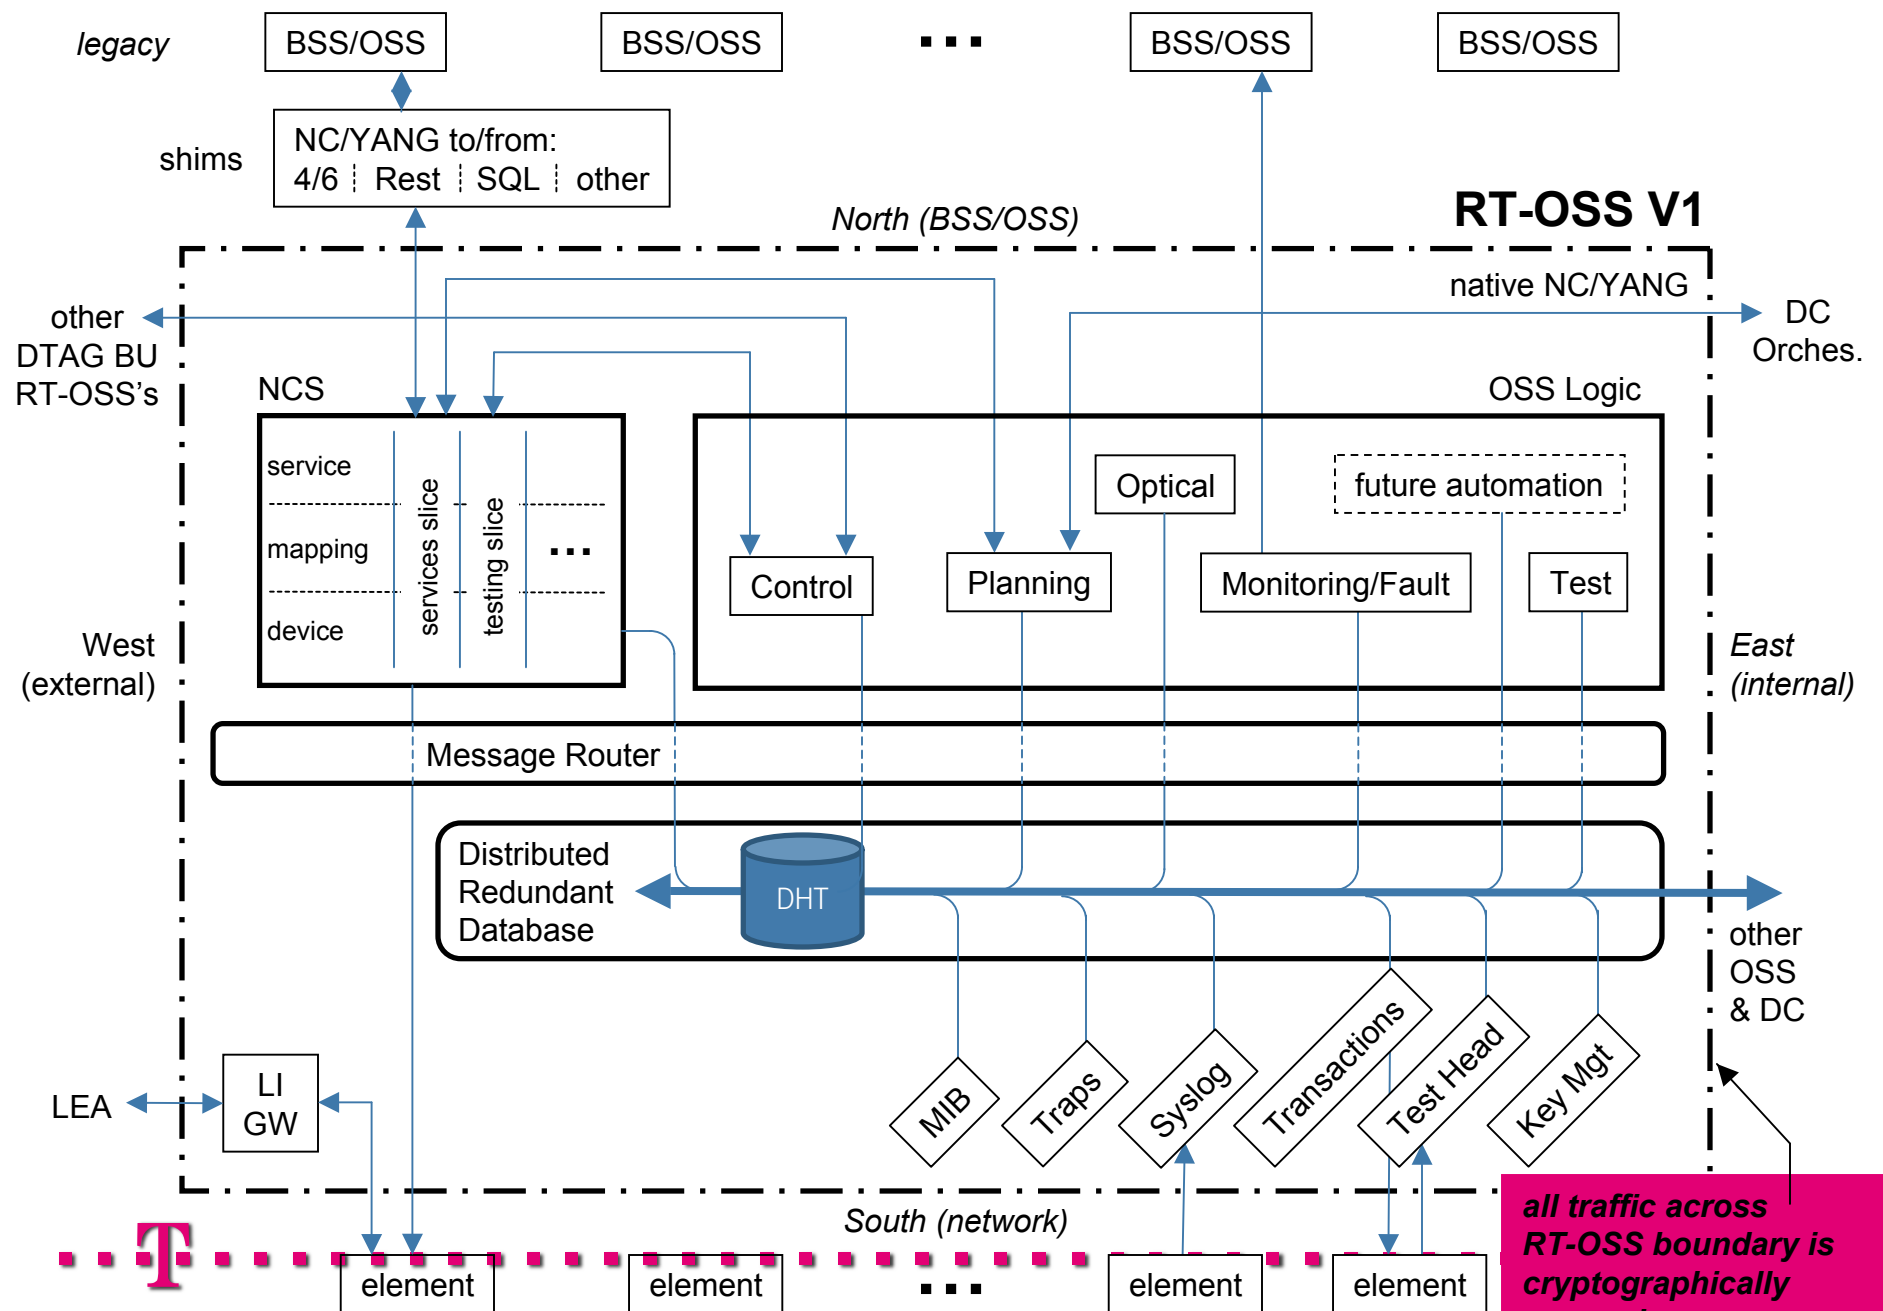 legacy
BSS/OSS
BSS/OSS
...
BSS/OSS
BSS/OSS
shims
NC/YANG to/from:
4/6 Rest SQL other
North (BSS/OSS)
RT-OSS V1
native NC/YANG
other
DTAG BU
RT-OSS's
DC
Orches.
NCS
OSS Logic
service
mapping
device
services slice
testing slice
...
Optical
future automation
Control
Planning
Monitoring/Fault
Test
West
(external)
East
(internal)
Message Router
Distributed
Redundant
Database
DHT
other
OSS
& DC
LEA
LI
GW
MIB
Traps
Syslog
Transactions
Test Head
Key Mgt
South (network)
T
element
element
...
element
element
all traffic across
RT-OSS boundary is
cryptographically